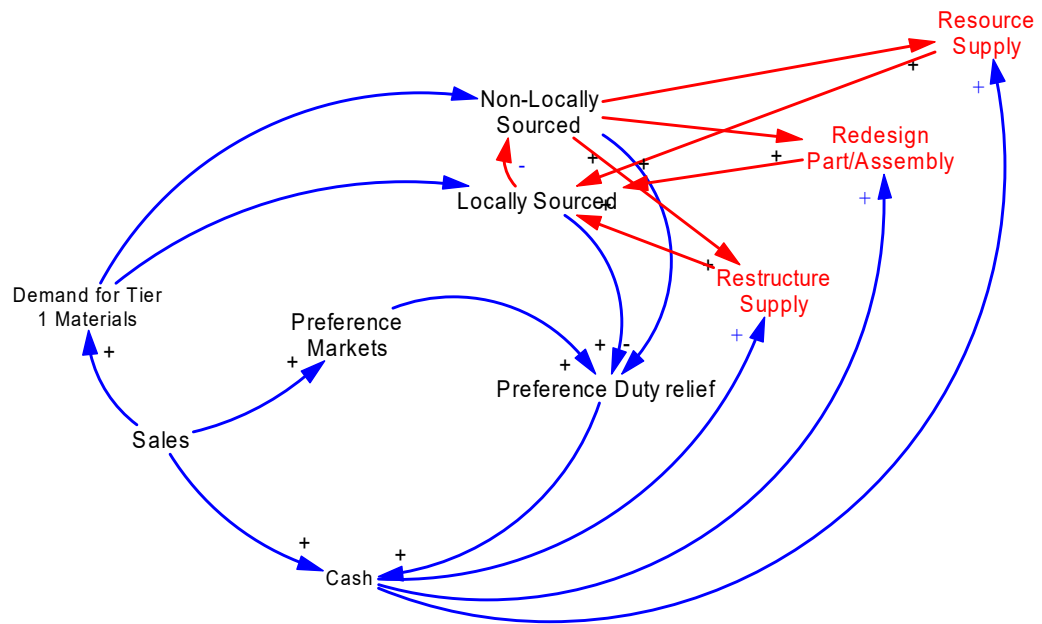 Resource
Supply
+
+
Non-Locally
Sourced
Redesign
Part/Assembly
+
+
+
-
+
Locally Sourced
+
+
Restructure
Supply
+
Demand for Tier
1 Materials
Preference
Markets
+
+
+
-
+
Preference Duty relief
Sales
+
+
Cash